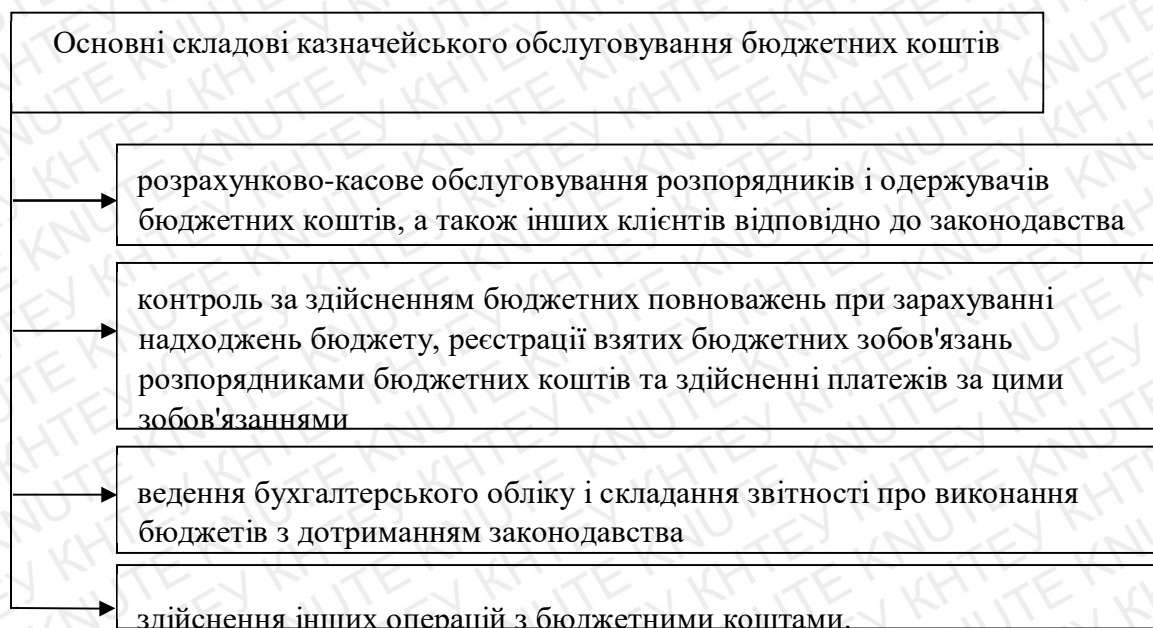 Основні складові казначейського обслуговування бюджетних коштів
розрахунково-касове обслуговування розпорядників і одержувачів
бюджетних коштів, а також інших клієнтів відповідно до законодавства
контроль за здійсненням бюджетних повноважень при зарахуванні
надходжень бюджету, реєстрації взятих бюджетних зобов'язань
розпорядниками бюджетних коштів та здійсненні платежів за цими
зобов'язаннями
ведення бухгалтерського обліку і складання звітності про виконання
бюджетів з дотриманням законодавства
здійснення інших операцій з бюджетними коштами.